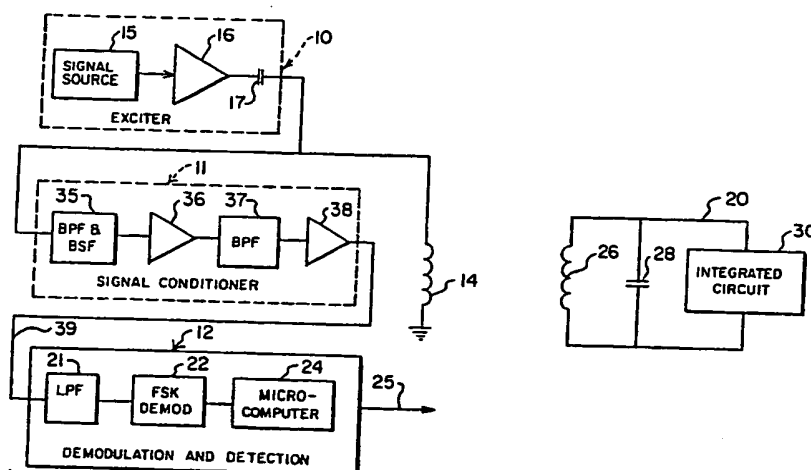 15
16
10
SIGNAL
SOURCE
17
EXCITER
11
35
36
37
38
BPF &
BSF
BPF
SIGNAL CONDITIONER
14
20
30
26
28
INTEGRATED
CIRCUIT
39
12
21
22
24
25
LPF
FSK
DEMOD
MICRO-
COMPUTER
DEMODULATION AND DETECTION